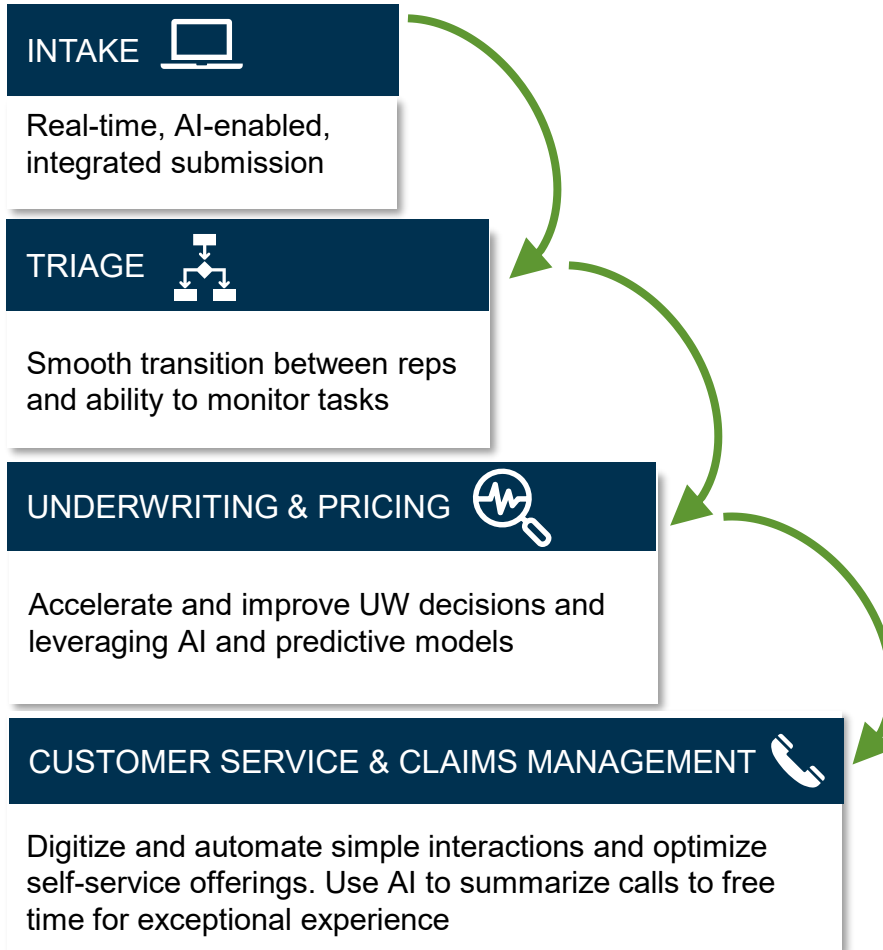 INTAKE
Real-time, AI-enabled,
integrated submission
TRIAGE
Smooth transition between reps
and ability to monitor tasks
UNDERWRITING & PRICING
Accelerate and improve UW decisions and
leveraging AI and predictive models
CUSTOMER SERVICE & CLAIMS MANAGEMENT
Digitize and automate simple interactions and optimize
self-service offerings. Use AI to summarize calls to free
time for exceptional experience